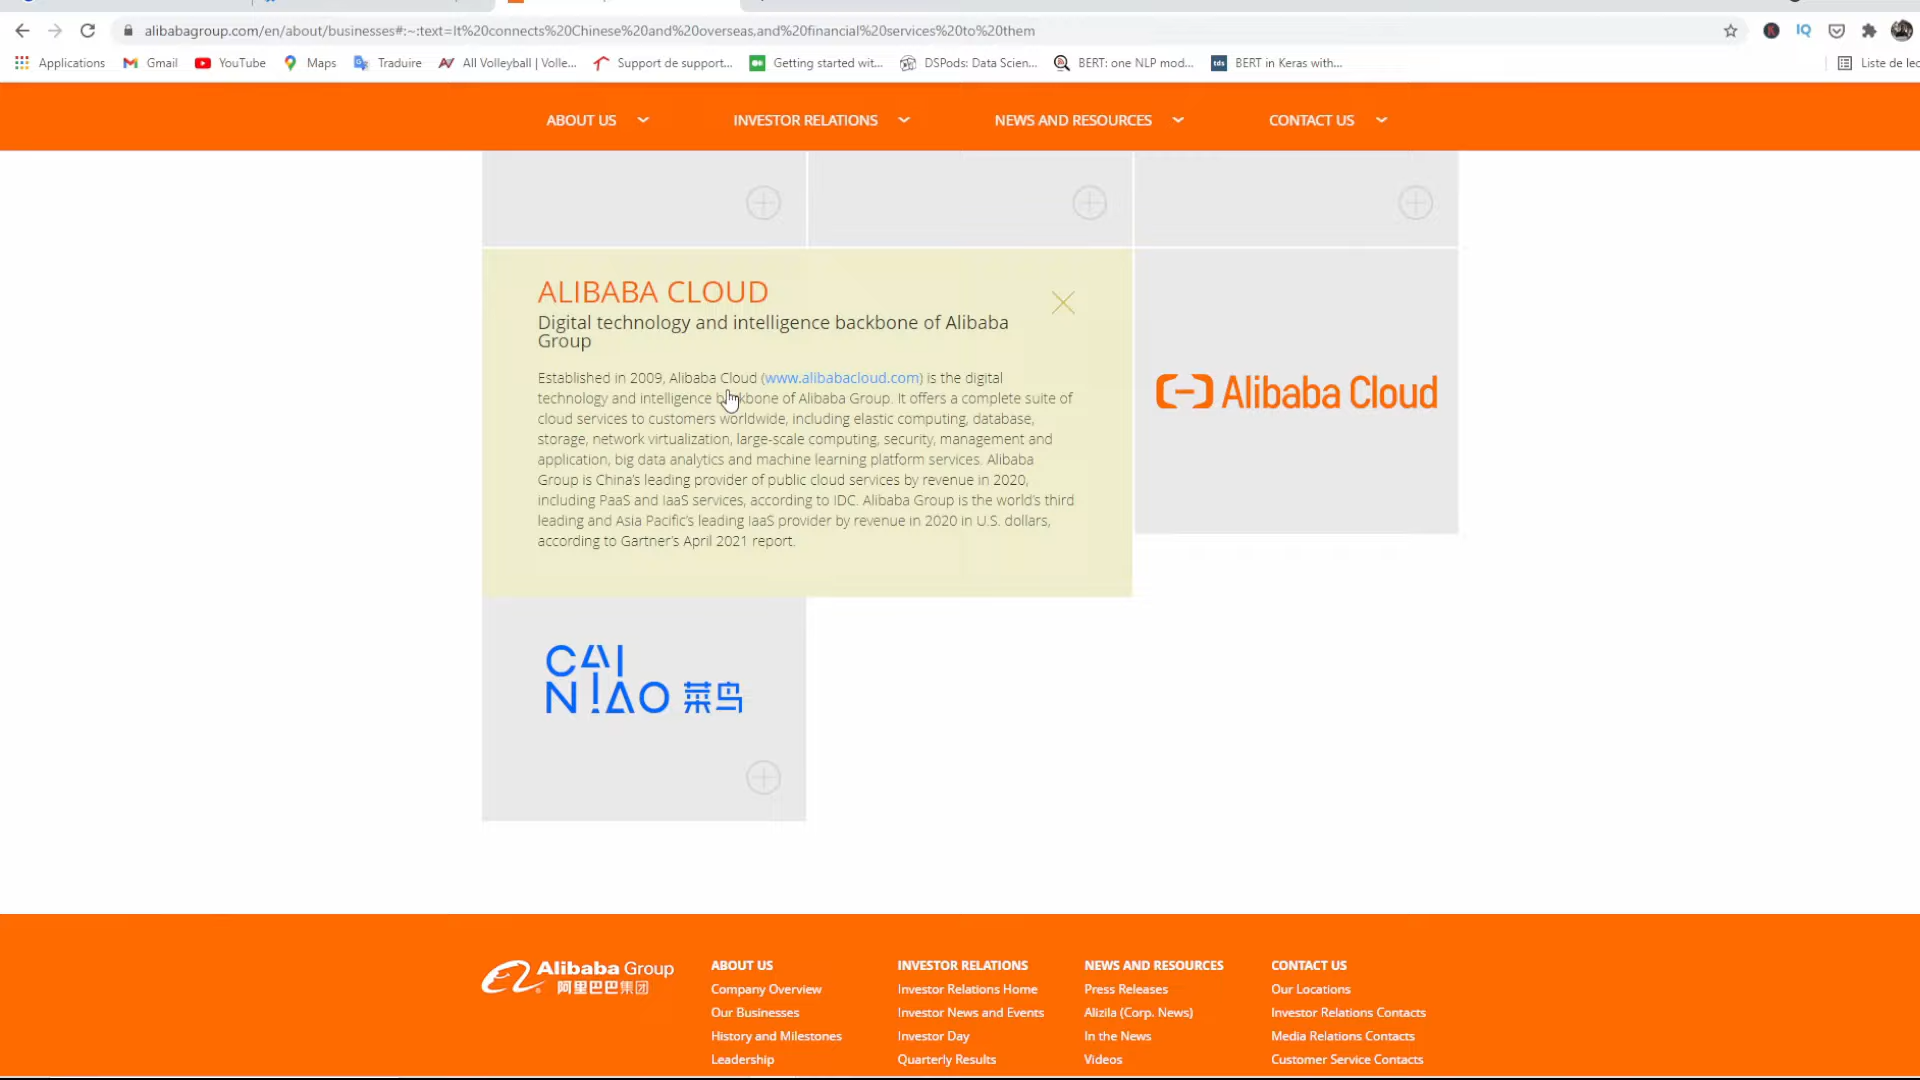 alibabagroup.com/en/about/businesses#:~:text=It%20connects%20Chinese%20and%20overseas,and%20financial%20services%20to%20them
IQ
Applications
Gmail
YouTube
Maps
Traduire
All Volleyball | Volle...
Support de support...
Getting started wit...
DSPods: Data Scien...
BERT: one NLP mod...
tds
BERT in Keras with...
Liste de lec
ABOUT US
INVESTOR RELATIONS
NEWS AND RESOURCES
CONTACT US
ALIBABA CLOUD
Digital technology and intelligence backbone of Alibaba
Group
Established in 2009, Alibaba Cloud (www.alibabacloud.com) is the digital
technology and intelligence backbone of Alibaba Group. It offers a complete suite of
cloud services to customers worldwide, including elastic computing, database,
storage, network virtualization, large-scale computing, security, management and
application, big data analytics and machine learning platform services. Alibaba
Group is China's leading provider of public cloud services by revenue in 2020,
including PaaS and IaaS services, according to IDC. Alibaba Group is the world's third
leading and Asia Pacific's leading IaaS provider by revenue in 2020 in U.S. dollars,
according to Gartner's April 2021 report.
Alibaba Cloud
CAI
NIAO 菜鸟
Alibaba Group
阿里巴巴集团
ABOUT US
Company Overview
Our Businesses
History and Milestones
Leadership
INVESTOR RELATIONS
Investor Relations Home
Investor News and Events
Investor Day
Quarterly Results
NEWS AND RESOURCES
Press Releases
Alizila (Corp. News)
In the News
Videos
CONTACT US
Our Locations
Investor Relations Contacts
Media Relations Contacts
Customer Service Contacts